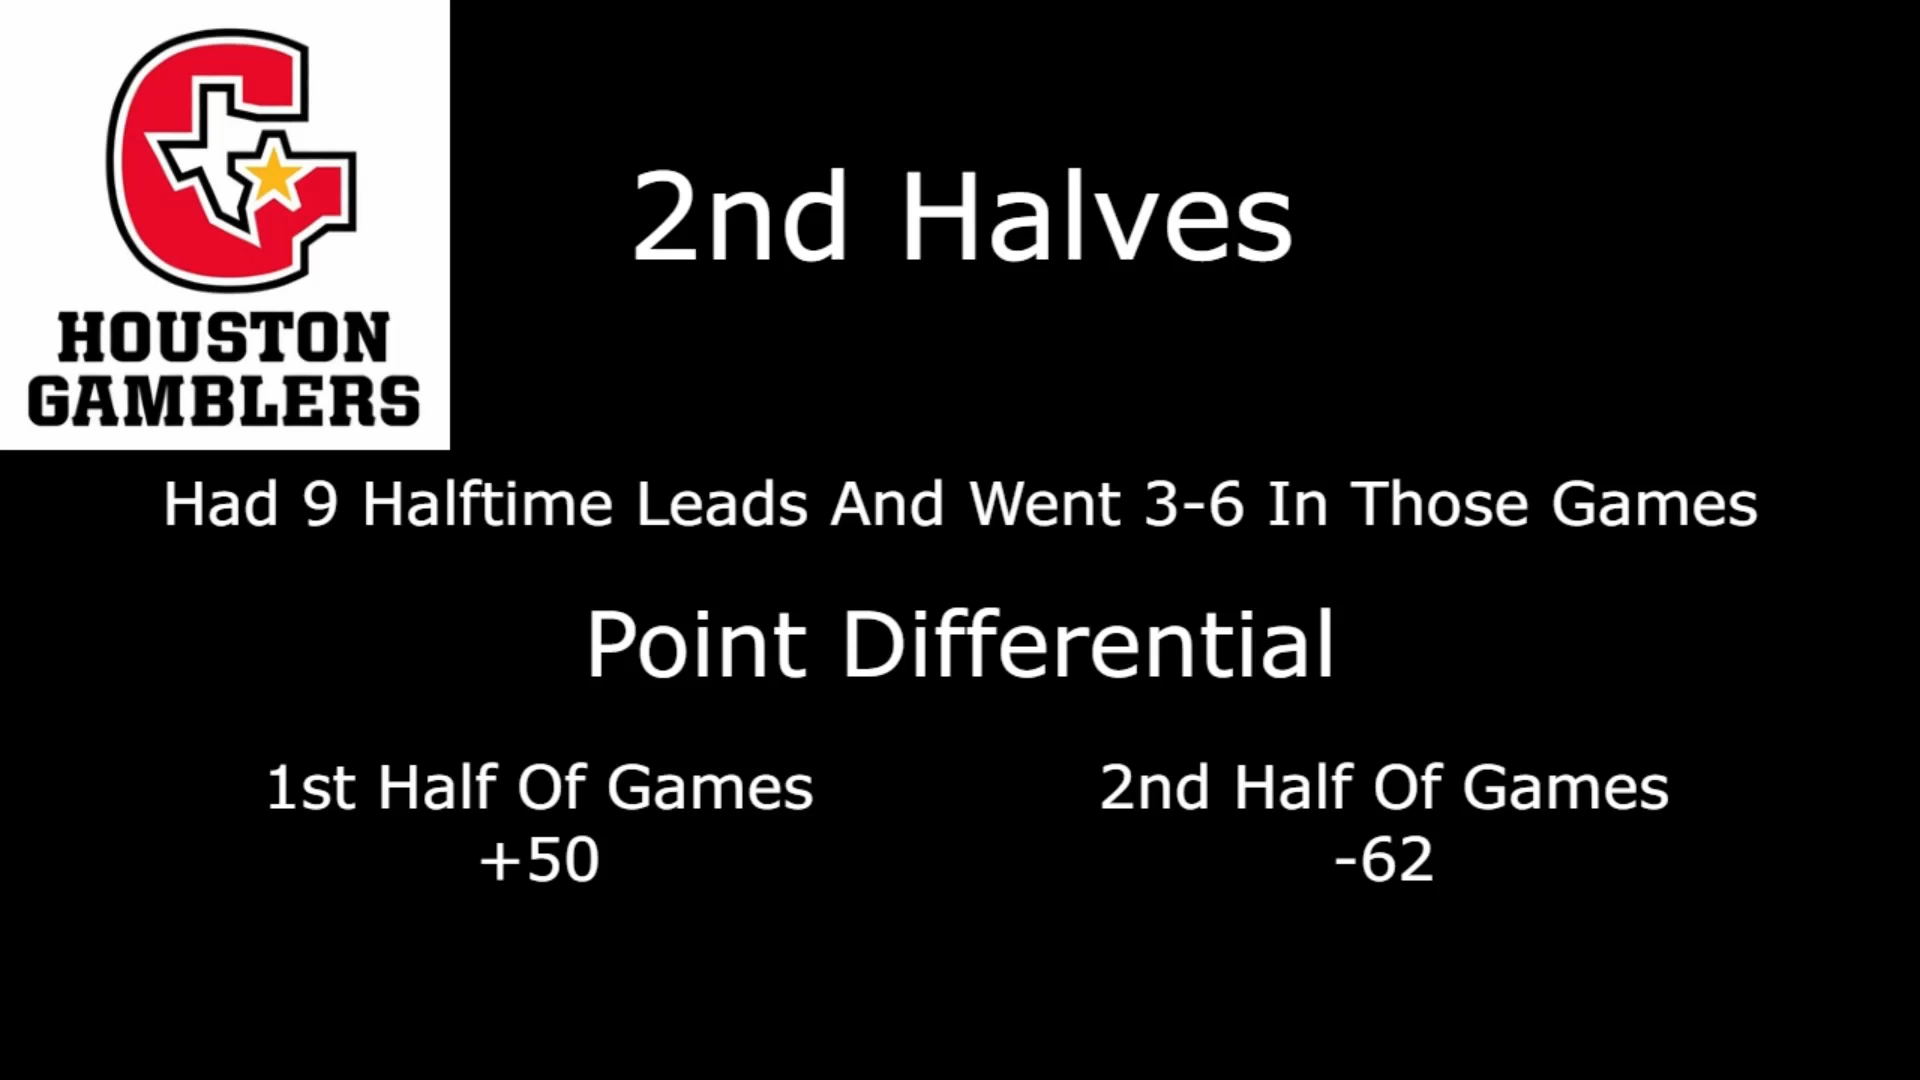 HOUSTON
GAMBLERS
2nd Halves
Had 9 Halftime Leads And Went 3-6 In Those Games
Point Differential
1st Half Of Games
+50
2nd Half Of Games
-62